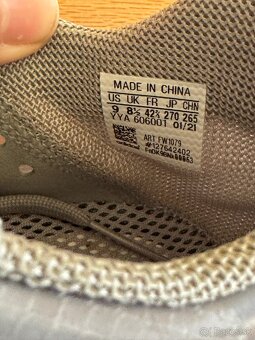 MADE IN CHINA
US UK FR JP CHN
9 8½ 42⅔ 270 265
YYA 606001 01/21
ART FW1079
#127642402